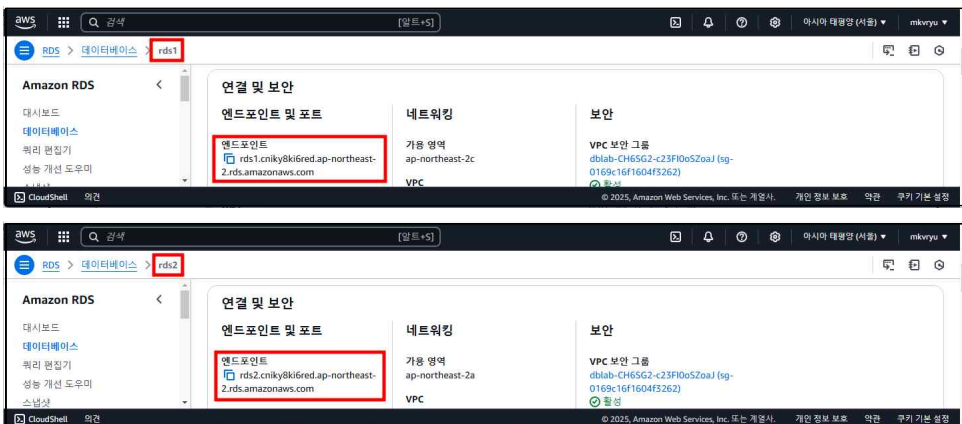 aws 검색 [알트+S] 아시아 태평양 (서울) ▼ mkvryu ▼
RDS > 데이터베이스 > rds1
Amazon RDS <
대시보드
데이터베이스
쿼리 편집기
성능 개선 도우미
스냅샷
연결 및 보안
엔드포인트 및 포트
엔드포인트
rds1.cniky8ki6red.ap-northeast-
2.rds.amazonaws.com
네트워킹
가용 영역
ap-northeast-2c
VPC
보안
VPC 보안 그룹
dblab-CH6SG2-c23FI0oSZoaJ (sg-
0169c16f1604f3262)
활성
CloudShell 의견 © 2025, Amazon Web Services, Inc. 또는 계열사. 개인 정보 보호 약관 쿠키 기본 설정
aws 검색 [알트+S] 아시아 태평양 (서울) ▼ mkvryu ▼
RDS > 데이터베이스 > rds2
Amazon RDS <
대시보드
데이터베이스
쿼리 편집기
성능 개선 도우미
스냅샷
연결 및 보안
엔드포인트 및 포트
엔드포인트
rds2.cniky8ki6red.ap-northeast-
2.rds.amazonaws.com
네트워킹
가용 영역
ap-northeast-2a
VPC
보안
VPC 보안 그룹
dblab-CH6SG2-c23FI0oSZoaJ (sg-
0169c16f1604f3262)
활성
CloudShell 의견 © 2025, Amazon Web Services, Inc. 또는 계열사. 개인 정보 보호 약관 쿠키 기본 설정